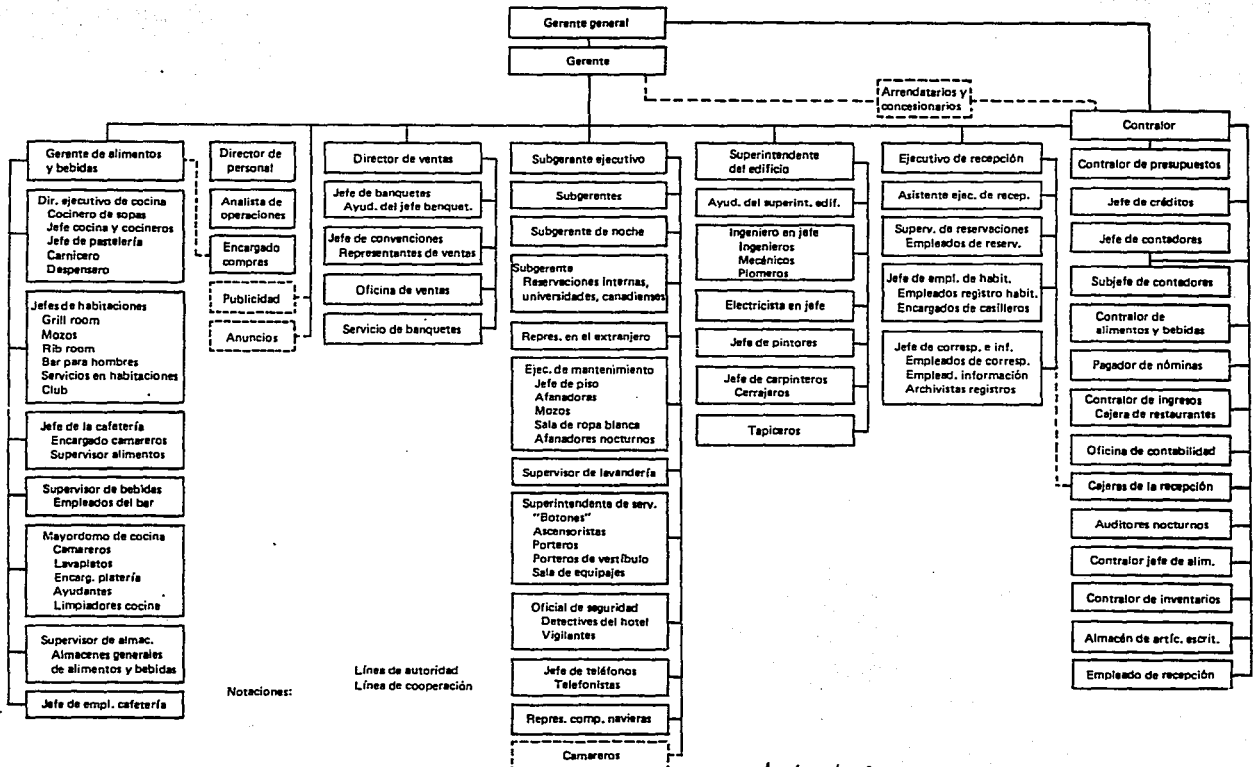 Gerente general
Gerente
Arrendatarios y
concesionarios
Contralor
Gerente de alimentos
y bebidas
Dir. ejecutivo de cocina
Cocinero de sopas
Jefe cocina y cocineros
Jefe de pastelería
Carnicero
Despensero
Jefes de habitaciones
Grill room
Mozos
Rib room
Bar para hombres
Servicios en habitaciones
Club
Jefe de la cafetería
Encargado camareros
Supervisor alimentos
Supervisor de bebidas
Empleados del bar
Mayordomo de cocina
Camareros
Lavaplatos
Encarg. platería
Ayudantes
Limpiadores cocina
Supervisor de almac.
Almacenes generales
de alimentos y bebidas
Jefe de empl. cafetería
Director de
personal
Analista de
operaciones
Encargado
compras
Publicidad
Anuncios
Director de ventas
Jefe de banquetes
Ayud. del jefe banquet.
Jefe de convenciones
Representantes de ventas
Oficina de ventas
Servicio de banquetes
Subgerente ejecutivo
Subgerentes
Subgerente de noche
Subgerente
Reservaciones internas,
universidades, canadienses
Repres. en el extranjero
Ejec. de mantenimiento
Jefe de piso
Afanadoras
Mozos
Sala de ropa blanca
Afanadores nocturnos
Supervisor de lavandería
Superintendente de serv.
"Botones"
Ascensoristas
Porteros
Porteros de vestíbulo
Sala de equipajes
Oficial de seguridad
Detectives del hotel
Vigilantes
Jefe de teléfonos
Telefonistas
Repres. comp. navieras
Camareros
Superintendente
del edificio
Ayud. del superint. edif.
Ingeniero en jefe
Ingenieros
Mecánicos
Plomeros
Electricista en jefe
Jefe de pintores
Jefe de carpinteros
Cerrajeros
Tapiceros
Ejecutivo de recepción
Asistente ejec. de recep.
Superv. de reservaciones
Empleados de reserv.
Jefe de empl. de habit.
Empleados registro habit.
Encargados de casilleros
Jefe de corresp. e inf.
Empleados de corresp.
Emplead. información
Archivistas registros
Contralor de presupuestos
Jefe de créditos
Jefe de contadores
Subjefe de contadores
Contralor de
alimentos y bebidas
Pagador de nóminas
Contralor de ingresos
Cajera de restaurantes
Oficina de contabilidad
Cajeras de la recepción
Auditores nocturnos
Contralor jefe de alim.
Contralor de inventarios
Almacén de artíc. escrit.
Empleado de recepción
Notaciones:
Línea de autoridad
Línea de cooperación